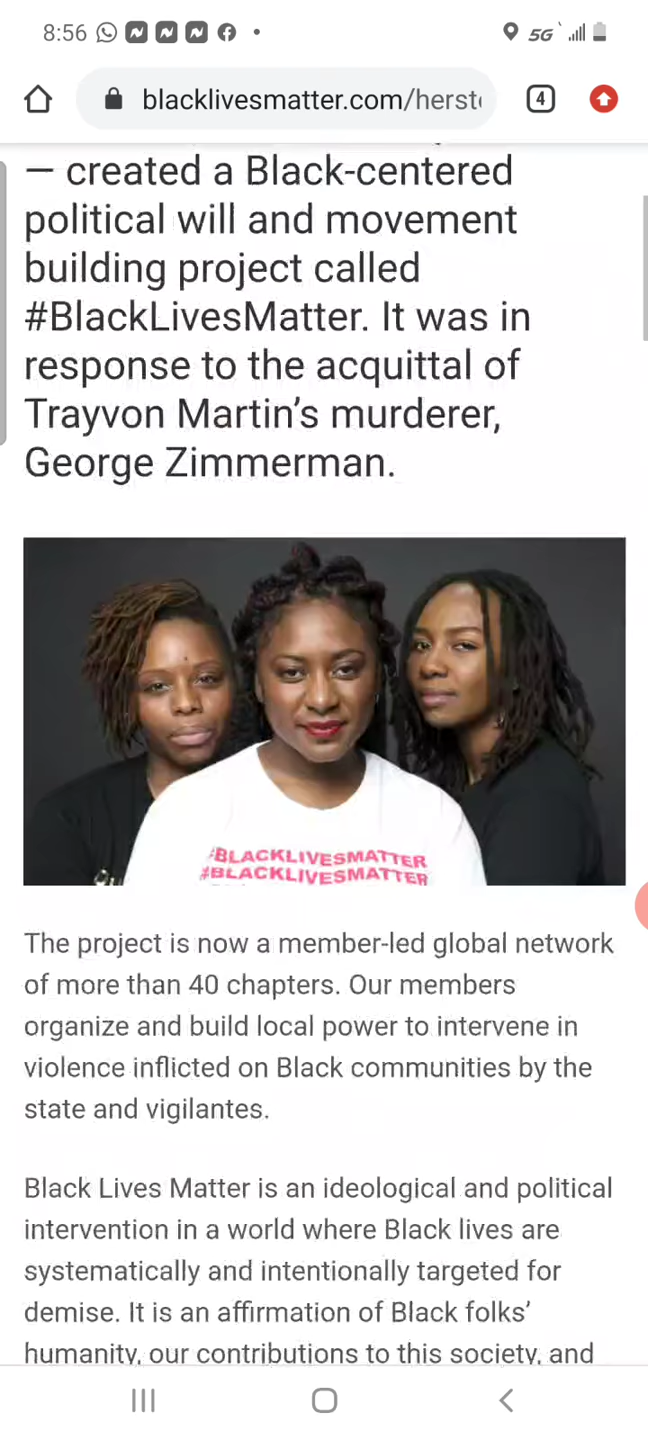 8:56
5G
blacklivesmatter.com/herst
4
— created a Black-centered
political will and movement
building project called
#BlackLivesMatter. It was in
response to the acquittal of
Trayvon Martin’s murderer,
George Zimmerman.
#BLACKLIVESMATTER
#BLACKLIVESMATTER
The project is now a member-led global network
of more than 40 chapters. Our members
organize and build local power to intervene in
violence inflicted on Black communities by the
state and vigilantes.
Black Lives Matter is an ideological and political
intervention in a world where Black lives are
systematically and intentionally targeted for
demise. It is an affirmation of Black folks’
humanity, our contributions to this society, and